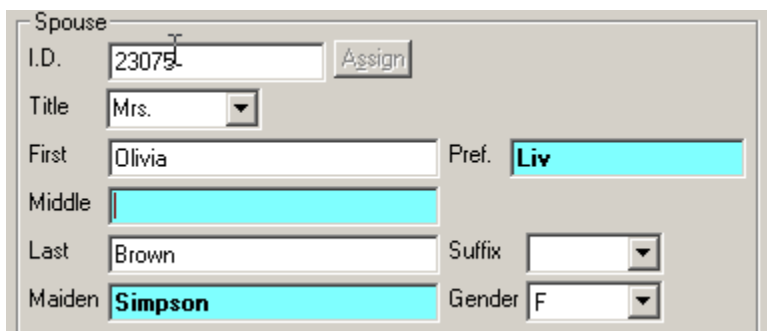 Spouse
I.D. 23075 Assign
Title Mrs.
First Olivia Pref. Liv
Middle
Last Brown Suffix
Maiden Simpson Gender F